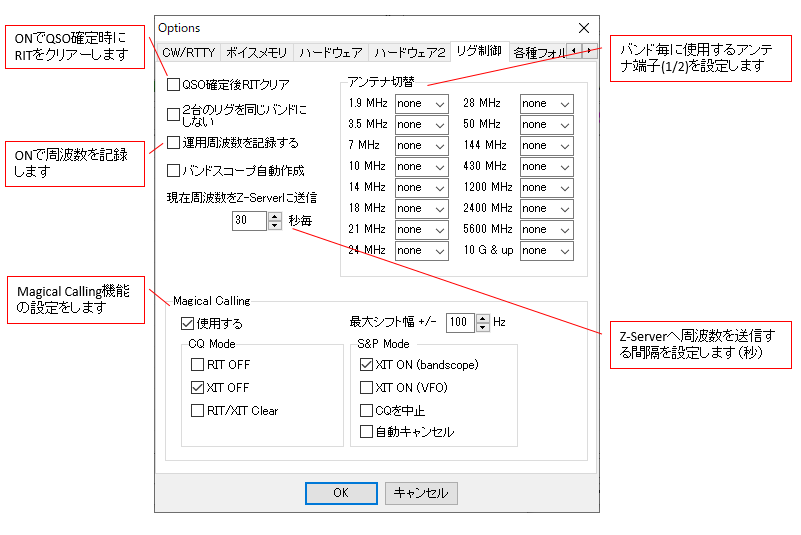 ONでQSO確定時に
RITをクリアーします
ONで周波数を記録
します
Magical Calling機能
の設定をします
Options
CW/RTTY
ボイスメモリ
ハードウェア
ハードウェア2
リグ制御
各種フォル
QSO確定後RITクリア
2台のリグを同じバンドに
しない
運用周波数を記録する
バンドスコープ自動作成
現在周波数をZ-Serverに送信
30 秒毎
アンテナ切替
1.9 MHz none 28 MHz none
3.5 MHz none 50 MHz none
7 MHz none 144 MHz none
10 MHz none 430 MHz none
14 MHz none 1200 MHz none
18 MHz none 2400 MHz none
21 MHz none 5600 MHz none
24 MHz none 10 G & up none
Magical Calling
使用する
最大シフト幅 +/- 100 Hz
CQ Mode
RIT OFF
XIT OFF
RIT/XIT Clear
S&P Mode
XIT ON (bandscope)
XIT ON (VFO)
CQを中止
自動キャンセル
OK
キャンセル
バンド毎に使用するアンテ
ナ端子(1/2)を設定します
Z-Serverへ周波数を送信す
る間隔を設定します（秒）